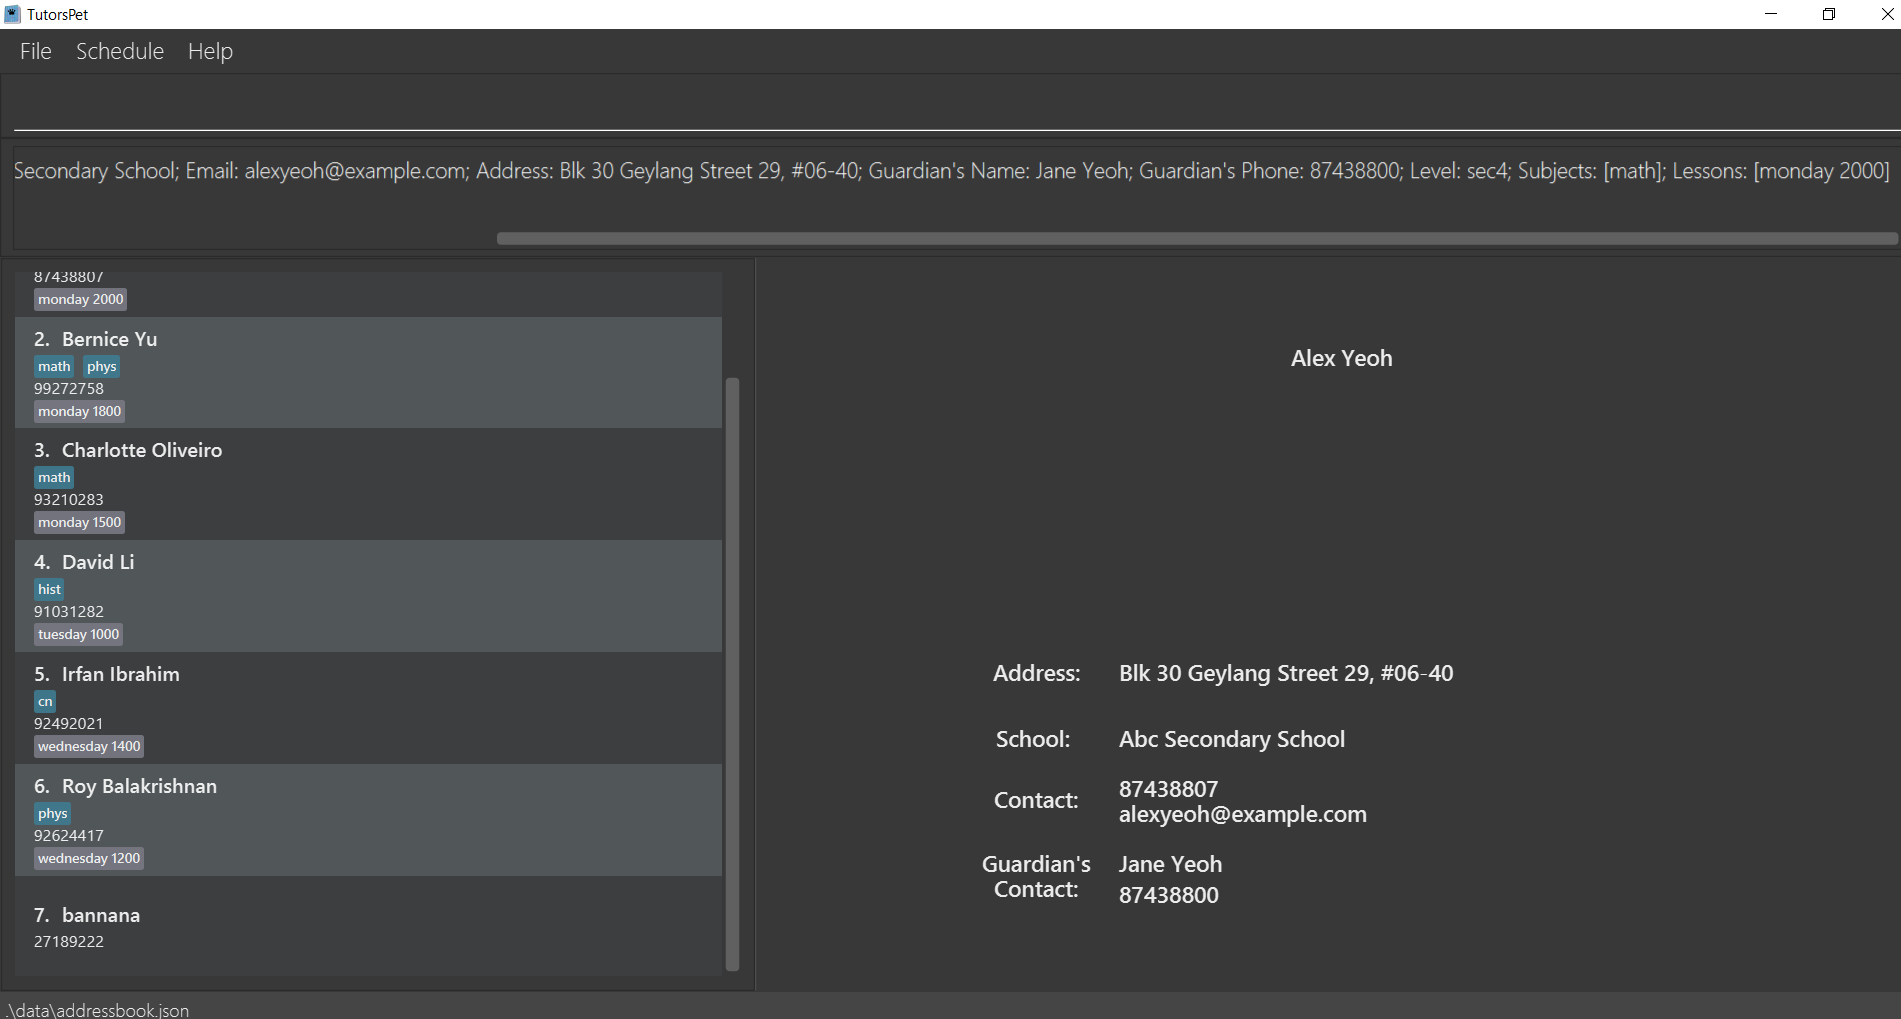 TutorsPet
File Schedule Help
Secondary School; Email: alexyeoh@example.com; Address: Blk 30 Geylang Street 29, #06-40; Guardian's Name: Jane Yeoh; Guardian's Phone: 87438800; Level: sec4; Subjects: [math]; Lessons: [monday 2000]
87438807
monday 2000
2. Bernice Yu
math phys
99272758
monday 1800
3. Charlotte Oliveiro
math
93210283
monday 1500
4. David Li
hist
91031282
tuesday 1000
5. Irfan Ibrahim
cn
92492021
wednesday 1400
6. Roy Balakrishnan
phys
92624417
wednesday 1200
7. bannana
27189222
Alex Yeoh
Address: Blk 30 Geylang Street 29, #06-40
School: Abc Secondary School
Contact: 87438807
alexyeoh@example.com
Guardian's Jane Yeoh
Contact: 87438800
.\data\addressbook.json